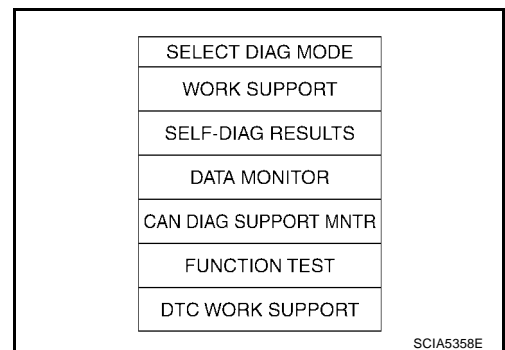 SELECT DIAG MODE
WORK SUPPORT
SELF-DIAG RESULTS
DATA MONITOR
CAN DIAG SUPPORT MNTR
FUNCTION TEST
DTC WORK SUPPORT
SCIA5358E